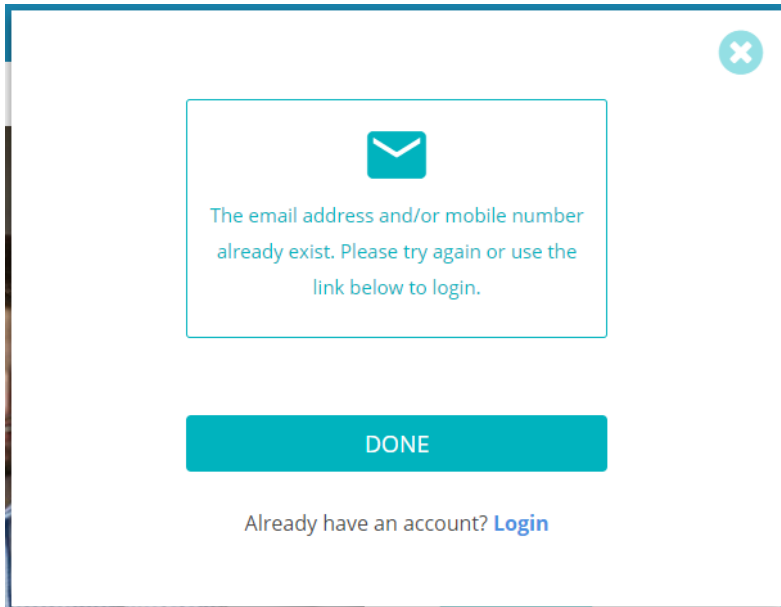 The email address and/or mobile number
already exist. Please try again or use the
link below to login.
DONE
Already have an account? Login